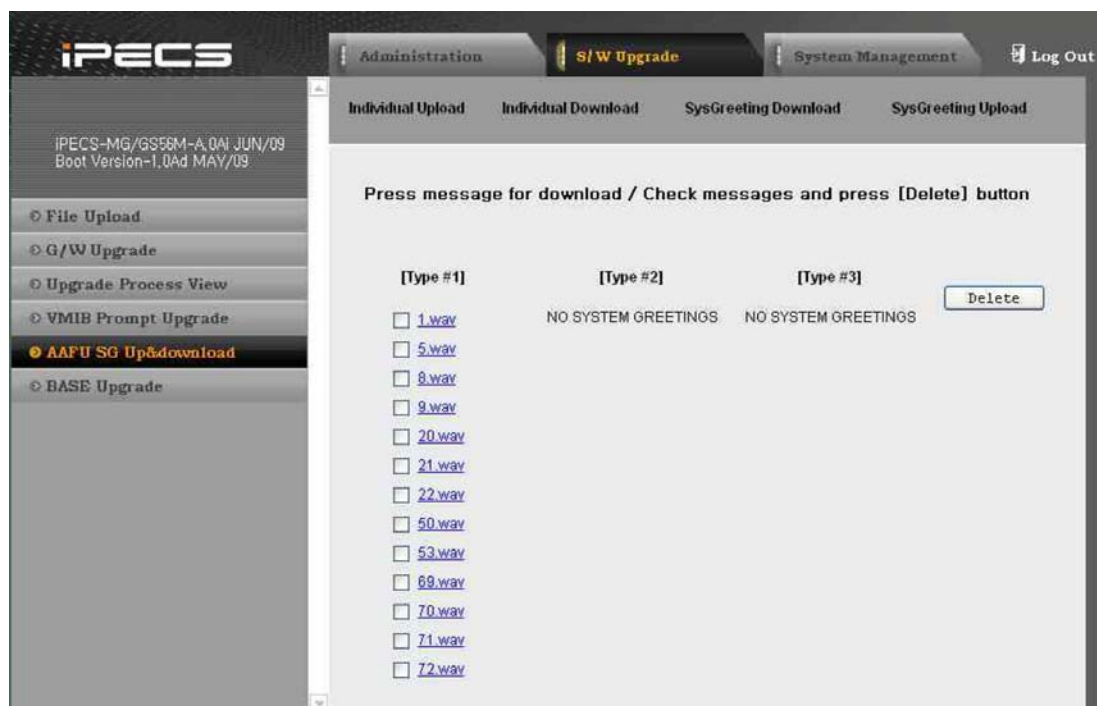 iPECS
Administration
S/W Upgrade
System Management
Log Out
Individual Upload
Individual Download
SysGreeting Download
SysGreeting Upload
iPECS-MG/GS56M-A,0Ai JUN/09
Boot Version-1,0Ad MAY/09
File Upload
G/W Upgrade
Upgrade Process View
VMIB Prompt Upgrade
AAFU SG Up&download
BASE Upgrade
Press message for download / Check messages and press [Delete] button
[Type #1]
[Type #2]
[Type #3]
Delete
1.wav
NO SYSTEM GREETINGS
NO SYSTEM GREETINGS
5.wav
8.wav
9.wav
20.wav
21.wav
22.wav
50.wav
53.wav
69.wav
70.wav
71.wav
72.wav